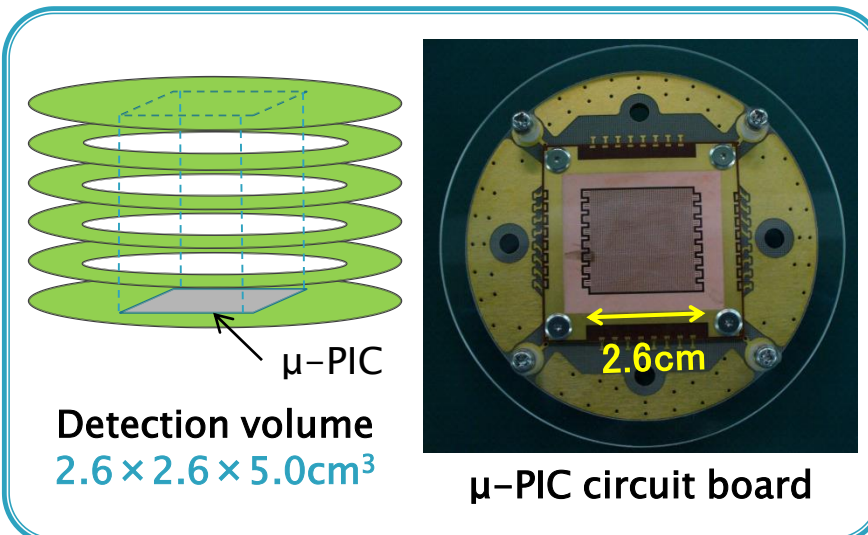 μ-PIC
Detection volume
2.6×2.6×5.0cm³
2.6cm
μ-PIC circuit board